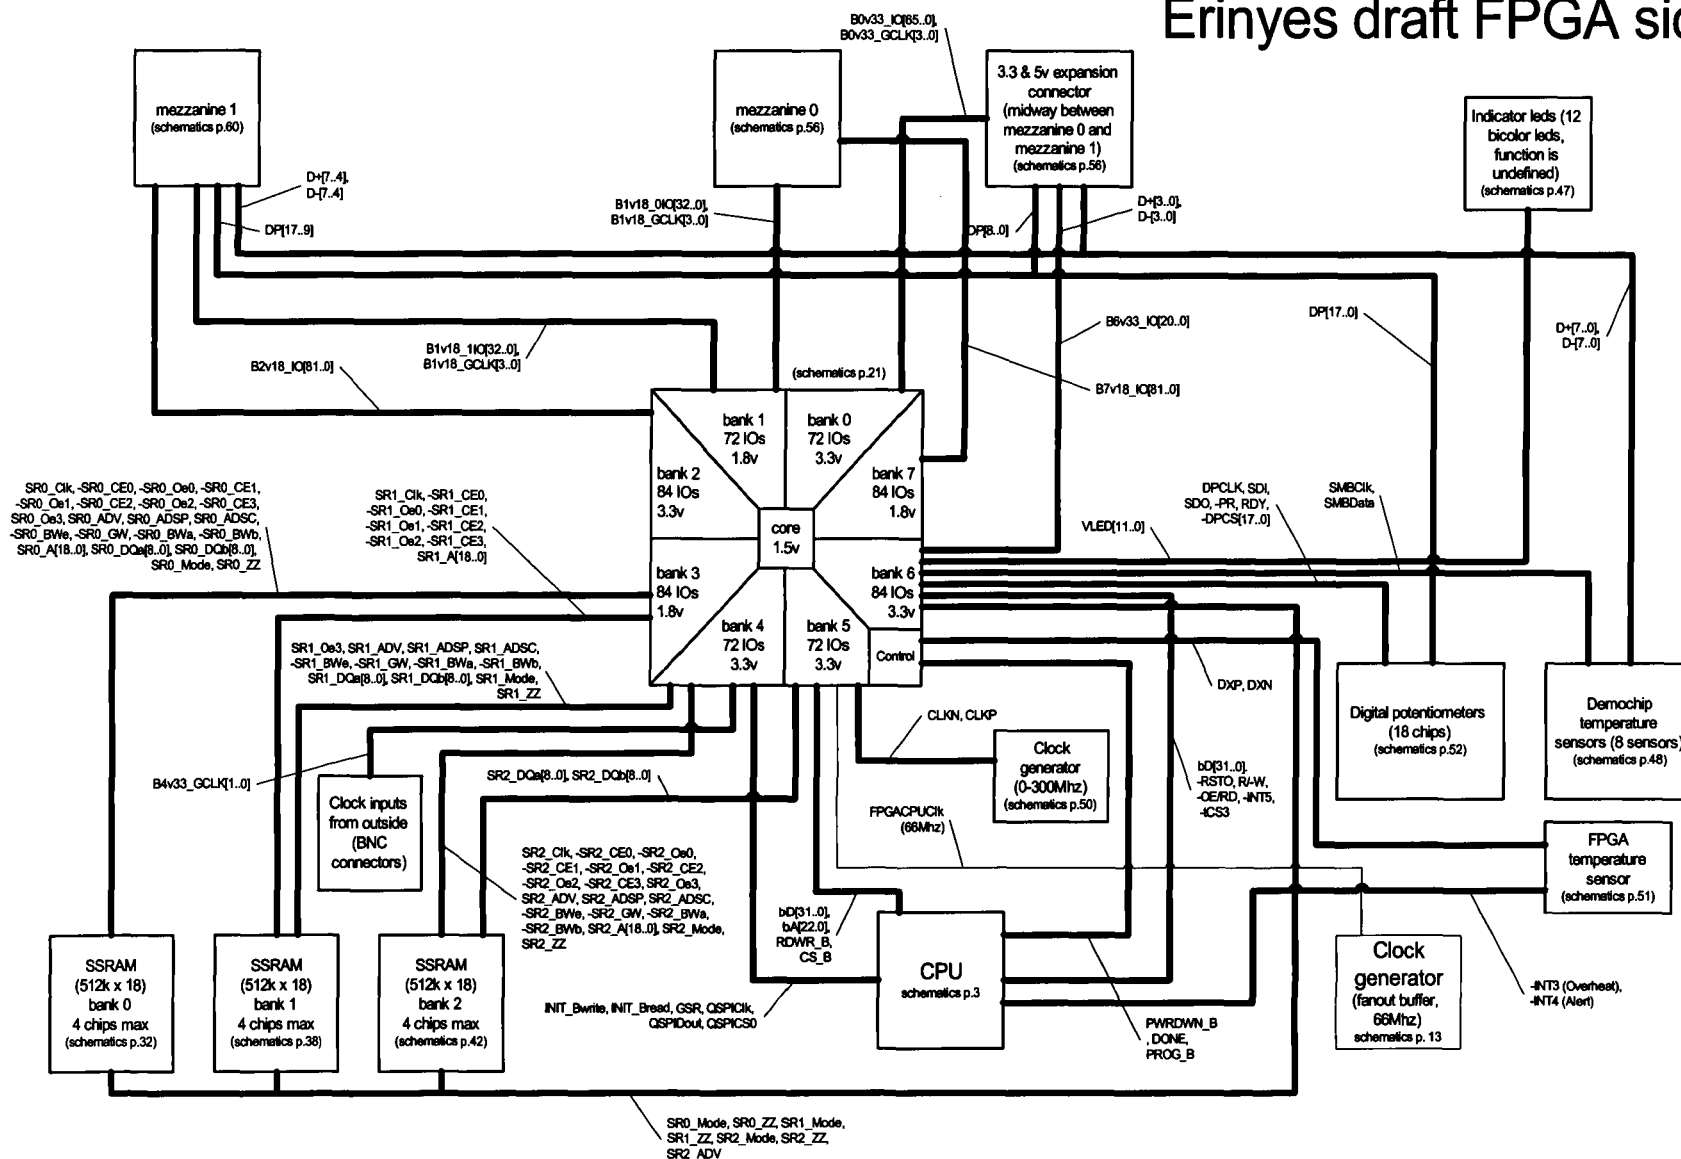 Erinyes draft FPGA sid
B0v33_IO[65..0],
B0v33_GCLK[3..0]
mezzanine 1
(schematics p.60)
mezzanine 0
(schematics p.56)
3.3 & 5v expansion
connector
(midway between
mezzanine 0 and
mezzanine 1)
(schematics p.56)
Indicator leds (12
bicolor leds,
function is
undefined)
(schematics p.47)
D+[7..4],
D-[7..4]
DP[17..9]
B1v18_0IO[32..0],
B1v18_GCLK[3..0]
DP[8..0]
D+[3..0],
D-[3..0]
B2v18_IO[81..0]
B1v18_1IO[32..0],
B1v18_GCLK[3..0]
(schematics p.21)
B6v33_IO[20..0]
B7v18_IO[81..0]
DP[17..0]
D+[7..0],
D-[7..0]
bank 1
72 IOs
1.8v
bank 0
72 IOs
3.3v
bank 2
84 IOs
3.3v
bank 7
84 IOs
1.8v
core
1.5v
bank 3
84 IOs
1.8v
bank 6
84 IOs
3.3v
bank 4
72 IOs
3.3v
bank 5
72 IOs
3.3v
Control
SR0_Clk, -SR0_CE0, -SR0_Oe0, -SR0_CE1,
-SR0_Oe1, -SR0_CE2, -SR0_Oe2, -SR0_CE3,
SR0_Oe3, SR0_ADV, SR0_ADSP, SR0_ADSC,
-SR0_BWe, -SR0_GW, -SR0_BWa, -SR0_BWb,
SR0_A[18..0], SR0_DQa[8..0], SR0_DQb[8..0],
SR0_Mode, SR0_ZZ
SR1_Clk, -SR1_CE0,
-SR1_Oe0, -SR1_CE1,
-SR1_Oe1, -SR1_CE2,
-SR1_Oe2, -SR1_CE3,
SR1_A[18..0]
SR1_Oe3, SR1_ADV, SR1_ADSP, SR1_ADSC,
-SR1_BWe, -SR1_GW, -SR1_BWa, -SR1_BWb,
SR1_DQa[8..0], SR1_DQb[8..0], SR1_Mode,
SR1_ZZ
VLED[11..0]
DPCLK, SDI,
SDO, -PR, RDY,
-DPCS[17..0]
SMBClk,
SMBData
DXP, DXN
CLKN, CLKP
Digital potentiometers
(18 chips)
(schematics p.52)
Demochip
temperature
sensors (8 sensors)
(schematics p.48)
B4v33_GCLK[1..0]
Clock inputs
from outside
(BNC
connectors)
SR2_DQa[8..0], SR2_DQb[8..0]
Clock
generator
(0-300Mhz)
(schematics p.50)
bD[31..0].
-RSTO, R/-W,
-OE/RD, -INT5,
-ICS3
FPGACPUClk
(66Mhz)
FPGA
temperature
sensor
(schematics p.51)
SR2_Clk, -SR2_CE0, -SR2_Oe0,
-SR2_CE1, -SR2_Oe1, -SR2_CE2,
-SR2_Oe2, -SR2_CE3, SR2_Oe3,
SR2_ADV, SR2_ADSP, SR2_ADSC,
-SR2_BWe, -SR2_GW, -SR2_BWa,
-SR2_BWb, SR2_A[18..0], SR2_Mode,
SR2_ZZ
bD[31..0],
bA[22.0],
RDWR_B,
CS_B
CPU
schematics p.3
Clock
generator
(fanout buffer,
66Mhz)
schematics p. 13
-INT3 (Overheat),
-INT4 (Alert)
SSRAM
(512k x 18)
bank 0
4 chips max
(schematics p.32)
SSRAM
(512k x 18)
bank 1
4 chips max
(schematics p.38)
SSRAM
(512k x 18)
bank 2
4 chips max
(schematics p.42)
INIT_Bwrite, INIT_Bread, GSR, QSPIClk,
QSPIDout, QSPICS0
PWRDWN_B
, DONE,
PROG_B
SR0_Mode, SR0_ZZ, SR1_Mode,
SR1_ZZ, SR2_Mode, SR2_ZZ,
SR2_ADV